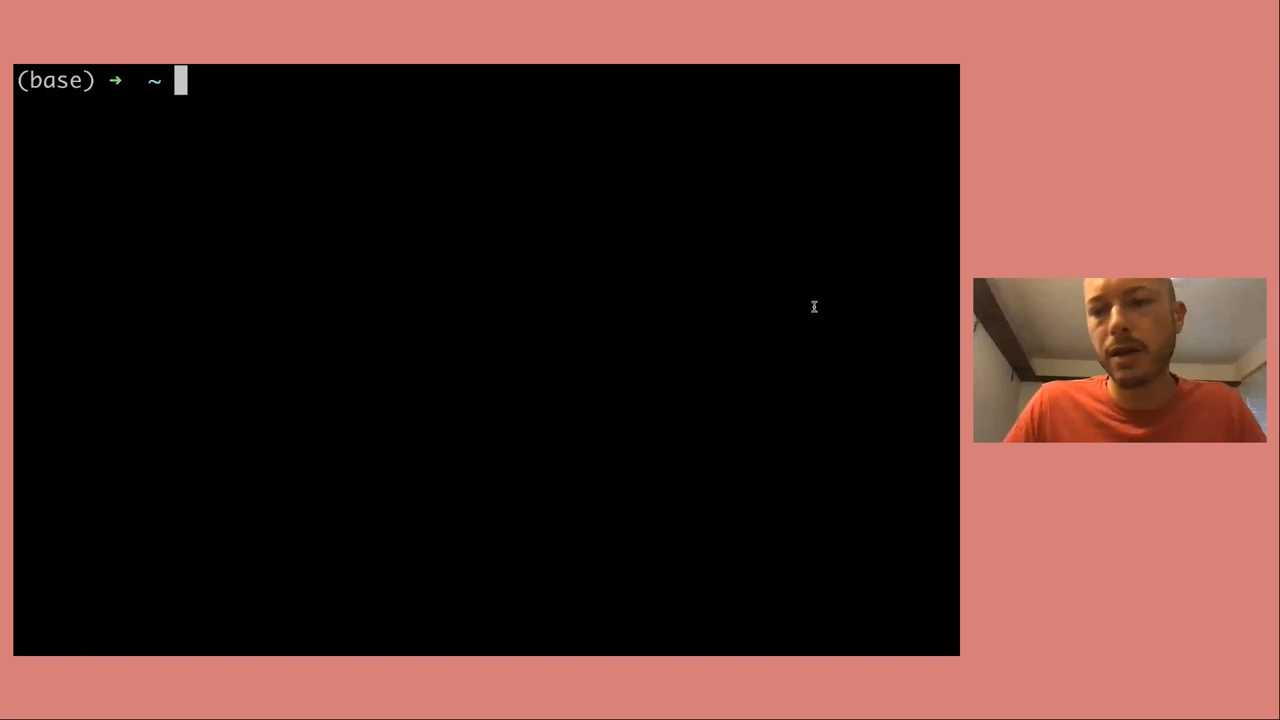 (base) ➜ ~